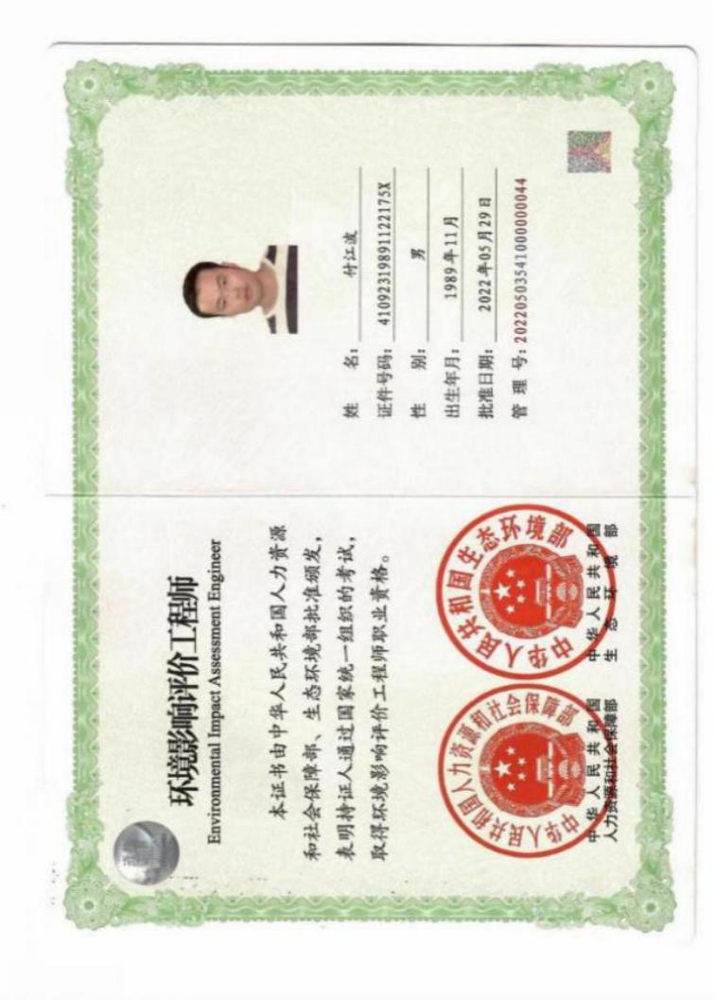 环境影响评价工程师
Environmental Impact Assessment Engineer
本证书由中华人民共和国人力资源
和社会保障部、生态环境部批准颁发，
表明持证人通过国家统一组织的考试，
取得环境影响评价工程师职业资格。
中华人民共和国人力资源和社会保障部
中华人民共和国
人力资源和社会保障部
中华人民共和国生态环境部
中华人民共和国
生态环境部
姓名：付江波
证件号码：41092319891122175X
性别：男
出生年月：1989年11月
批准日期：2022年05月29日
管理号：20220503541000000044